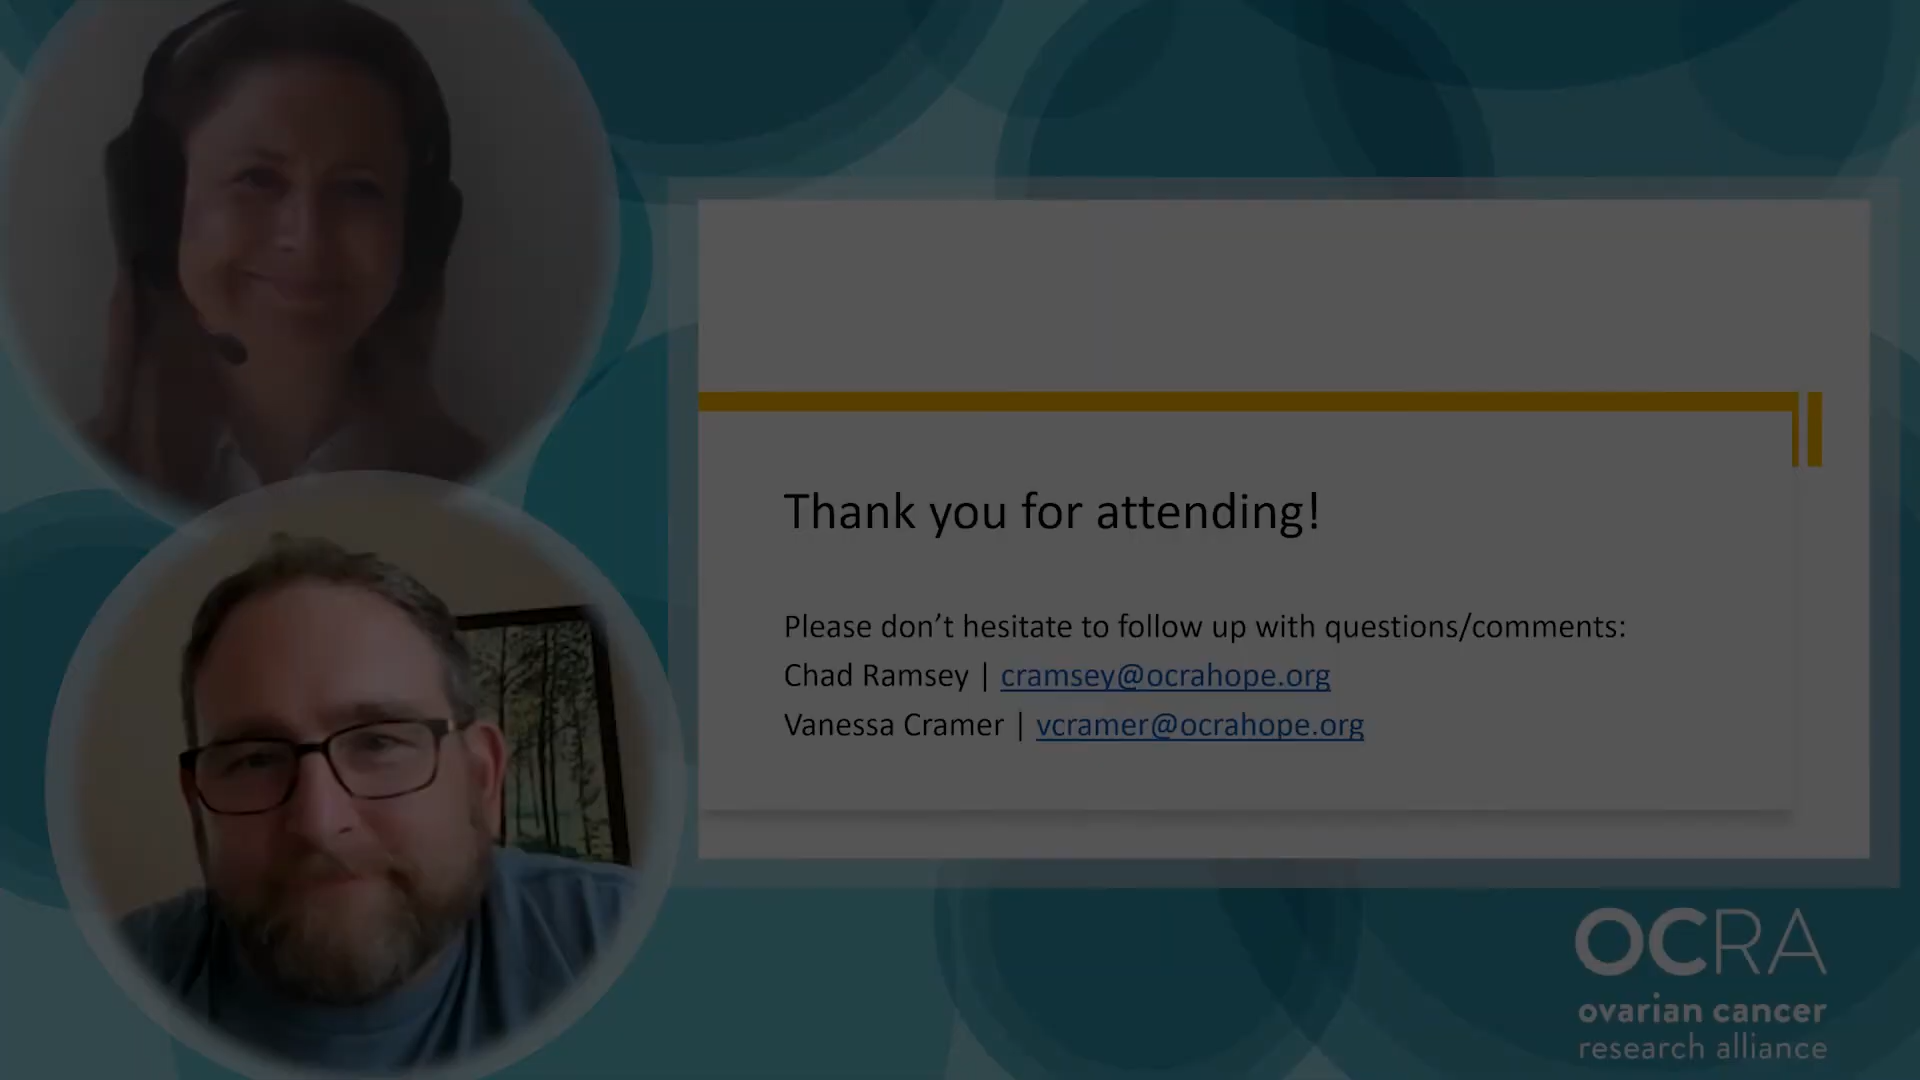 Thank you for attending!
Please don’t hesitate to follow up with questions/comments:
Chad Ramsey | cramsey@ocrahope.org
Vanessa Cramer | vcramer@ocrahope.org
OCRA
ovarian cancer
research alliance